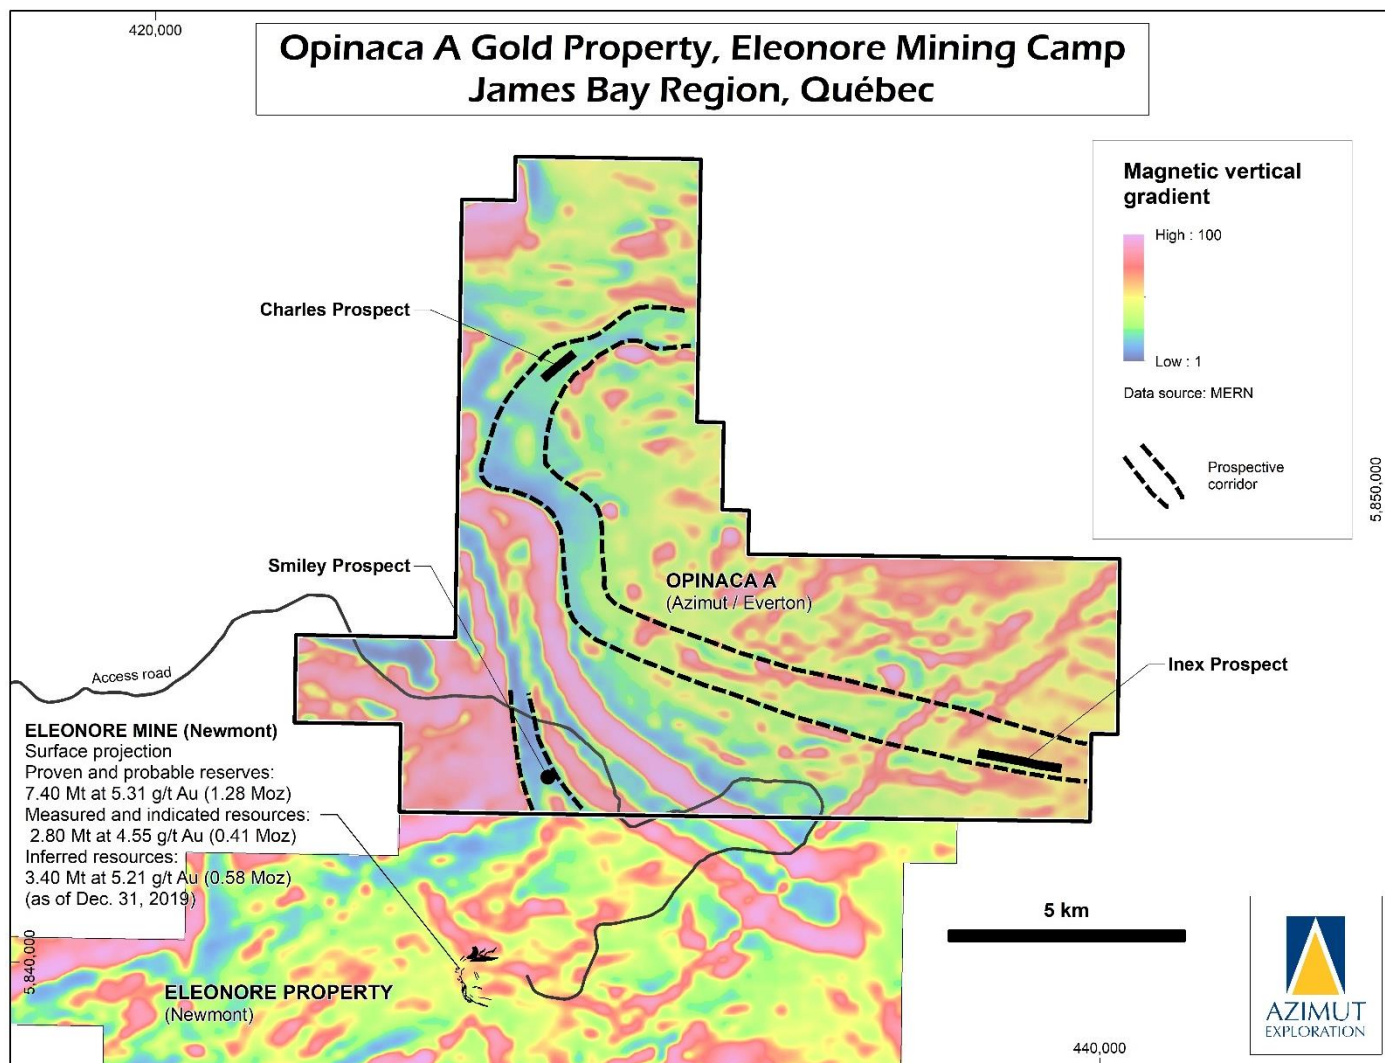 420,000
Opinaca A Gold Property, Eleonore Mining Camp
James Bay Region, Québec
Magnetic vertical
gradient
High : 100
Low : 1
Data source: MERN
Prospective
corridor
5,850,000
Charles Prospect
Smiley Prospect
OPINACA A
(Azimut / Everton)
Inex Prospect
Access road
ELEONORE MINE (Newmont)
Surface projection
Proven and probable reserves:
7.40 Mt at 5.31 g/t Au (1.28 Moz)
Measured and indicated resources:
2.80 Mt at 4.55 g/t Au (0.41 Moz)
Inferred resources:
3.40 Mt at 5.21 g/t Au (0.58 Moz)
(as of Dec. 31, 2019)
5 km
5,840,000
ELEONORE PROPERTY
(Newmont)
AZIMUT
EXPLORATION
440,000